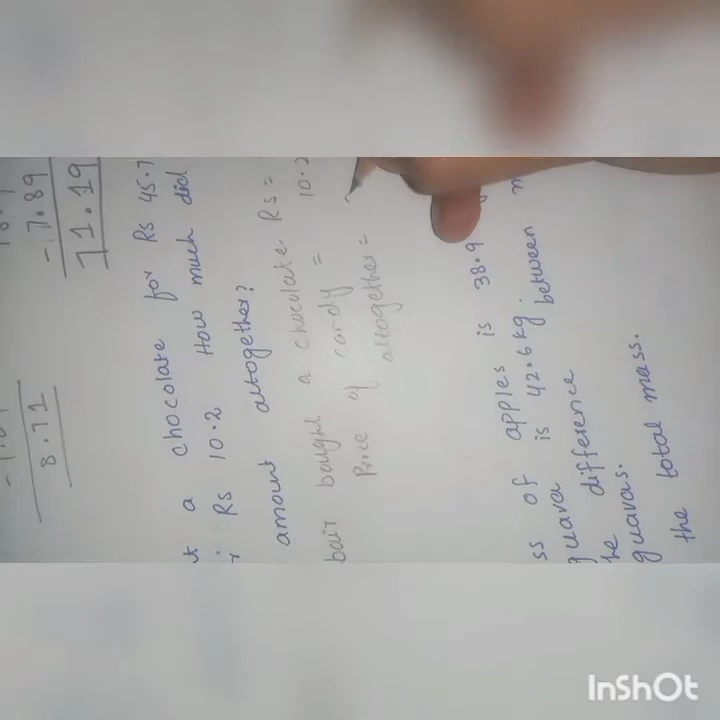 - 7.89
11.19
8.71
a chocolate for Rs 45.7
Rs 10.2 How much did
amount altogether?
bought a chocolate Rs =
Price of candy = 10.2
altogether =
of apples is 38.9
is 42.6 kg.
difference between
guavas.
the total mass.
InShOt